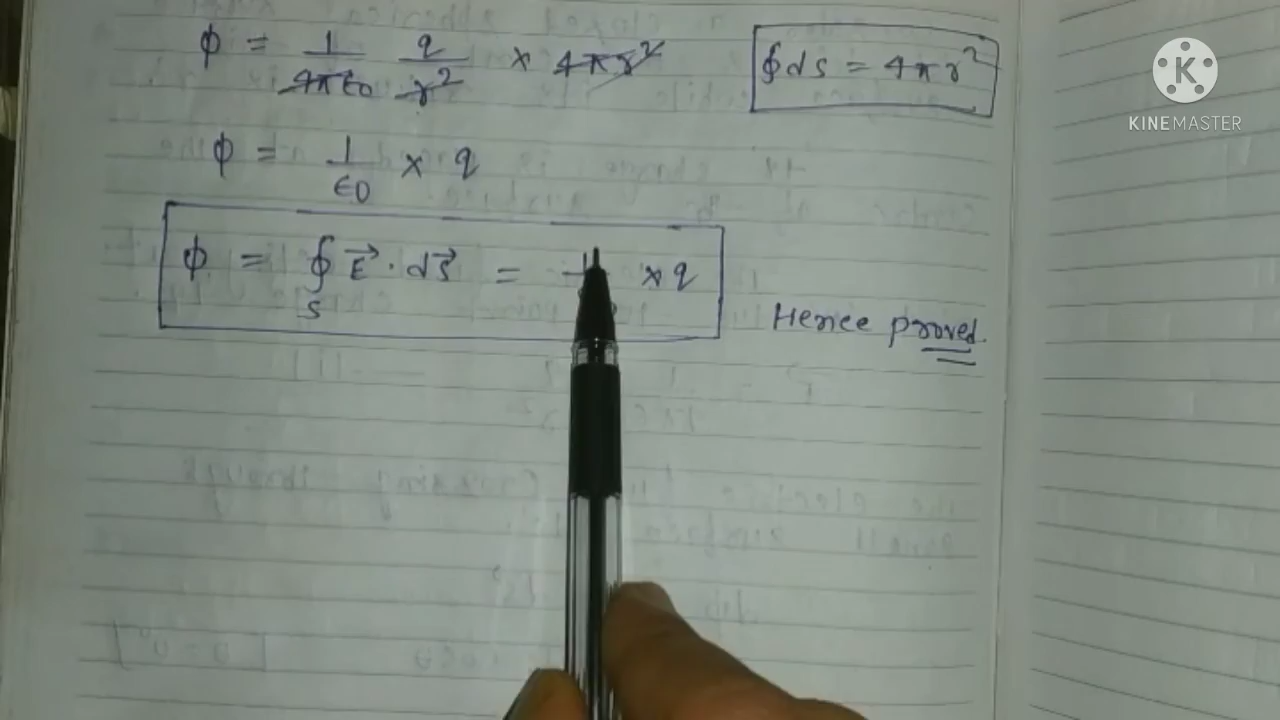 ϕ = 1/4πϵ0 q/r² × 4πr²
∮ds = 4πr²
KINEMASTER
ϕ = 1/ϵ0 × q
ϕ = ∮S E⃗ · dS⃗ = × q
Hence proved